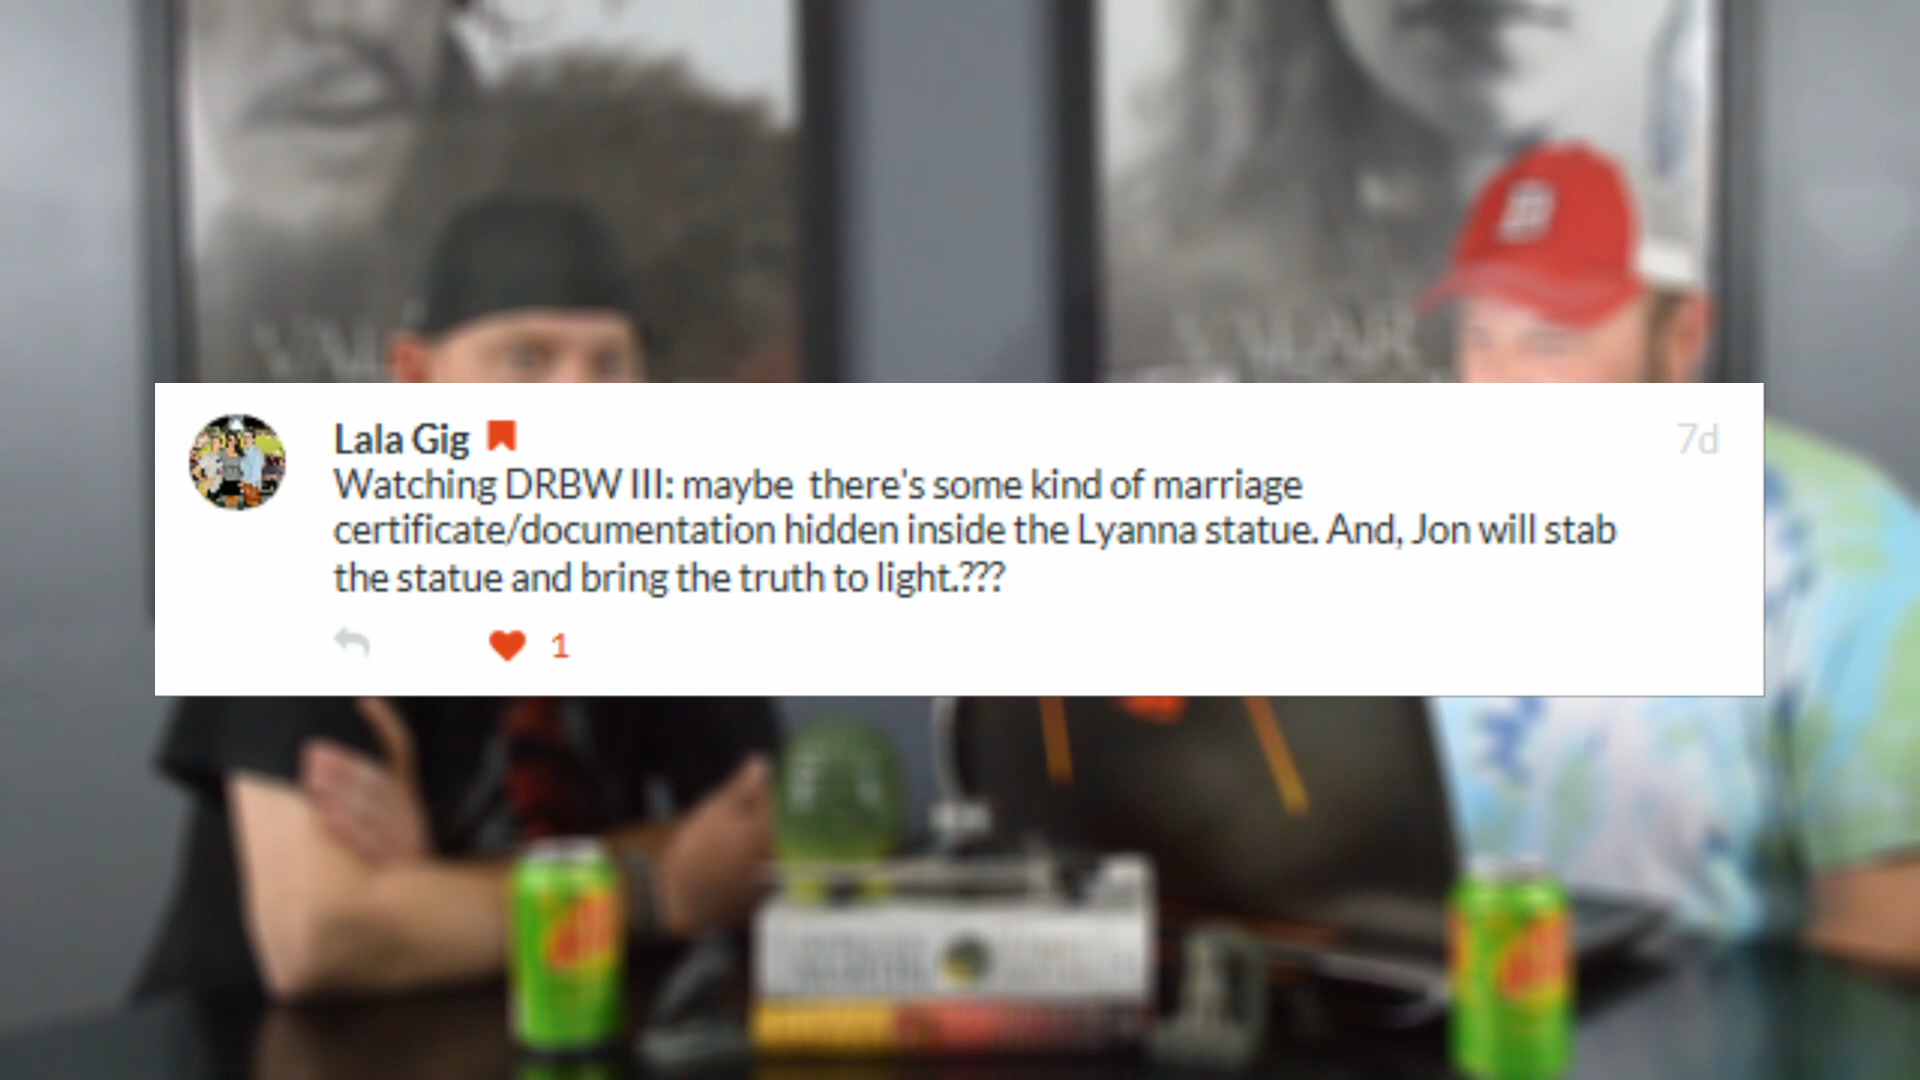 VALAR
B
Lala Gig
7d
Watching DRBW III: maybe  there's some kind of marriage
certificate/documentation hidden inside the Lyanna statue. And, Jon will stab
the statue and bring the truth to light.???
1